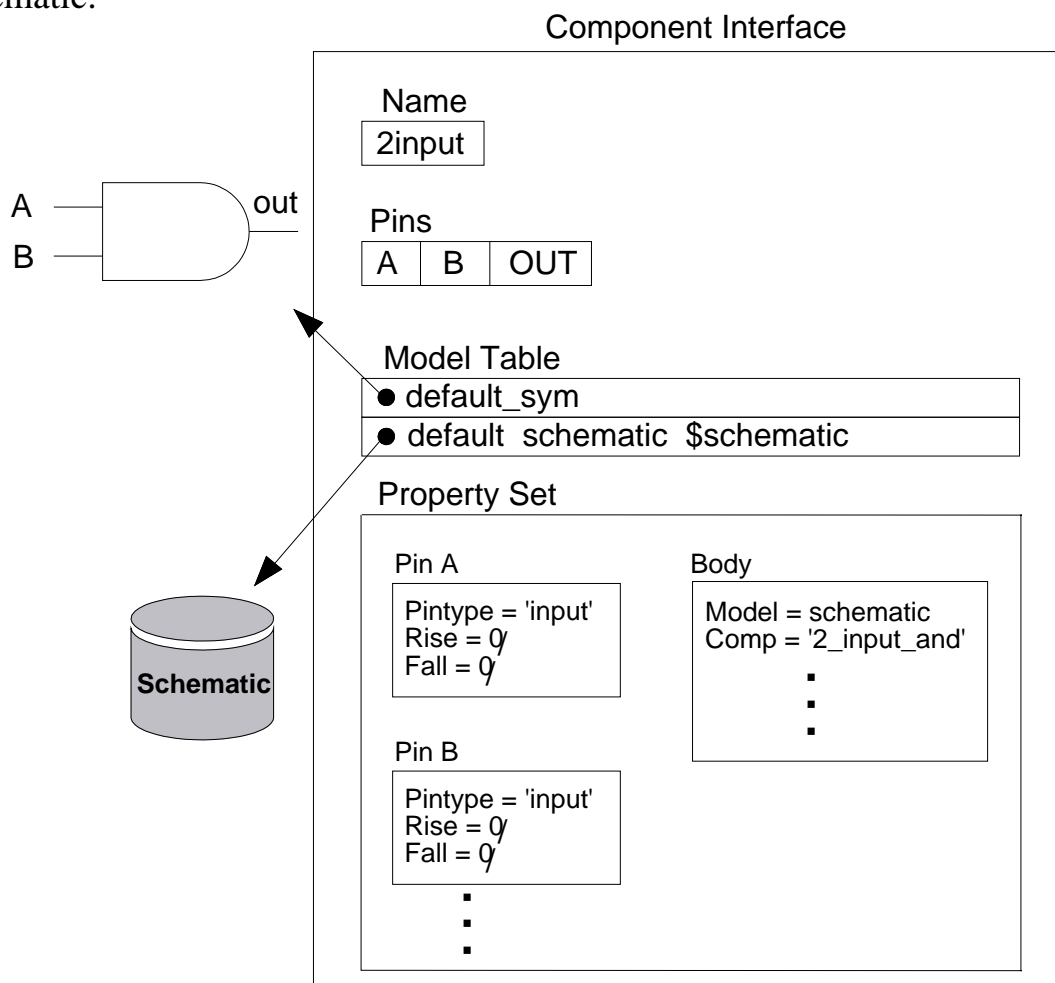 ematic.
Component Interface
Name
2input
A
B
out
Pins
A B OUT
Model Table
default_sym
default schematic $schematic
Property Set
Pin A
Pintype = 'input'
Rise = 0/
Fall = 0/
Body
Model = schematic
Comp = '2_input_and'
Schematic
Pin B
Pintype = 'input'
Rise = 0/
Fall = 0/